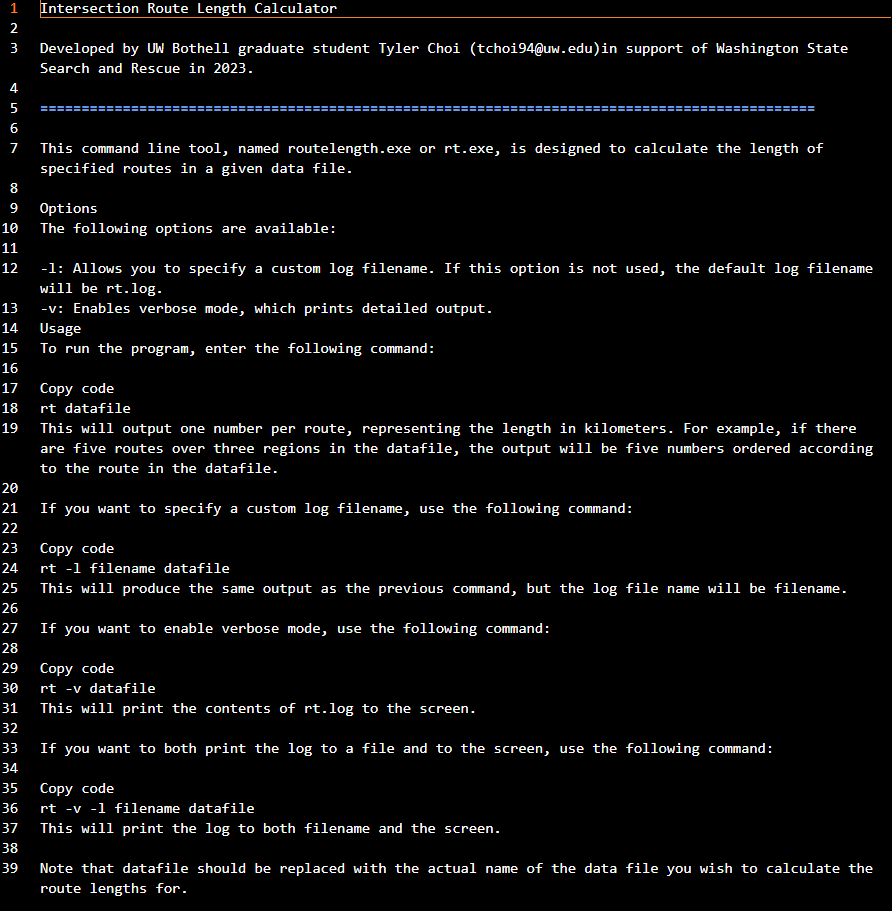 1 Intersection Route Length Calculator
2
3 Developed by UW Bothell graduate student Tyler Choi (tchoi94@uw.edu)in support of Washington State
Search and Rescue in 2023.
4
5 ==============================================================================================
6
7 This command line tool, named routelength.exe or rt.exe, is designed to calculate the length of
specified routes in a given data file.
8
9 Options
10 The following options are available:
11
12 -l: Allows you to specify a custom log filename. If this option is not used, the default log filename
will be rt.log.
13 -v: Enables verbose mode, which prints detailed output.
14 Usage
15 To run the program, enter the following command:
16
17 Copy code
18 rt datafile
19 This will output one number per route, representing the length in kilometers. For example, if there
are five routes over three regions in the datafile, the output will be five numbers ordered according
to the route in the datafile.
20
21 If you want to specify a custom log filename, use the following command:
22
23 Copy code
24 rt -l filename datafile
25 This will produce the same output as the previous command, but the log file name will be filename.
26
27 If you want to enable verbose mode, use the following command:
28
29 Copy code
30 rt -v datafile
31 This will print the contents of rt.log to the screen.
32
33 If you want to both print the log to a file and to the screen, use the following command:
34
35 Copy code
36 rt -v -l filename datafile
37 This will print the log to both filename and the screen.
38
39 Note that datafile should be replaced with the actual name of the data file you wish to calculate the
route lengths for.